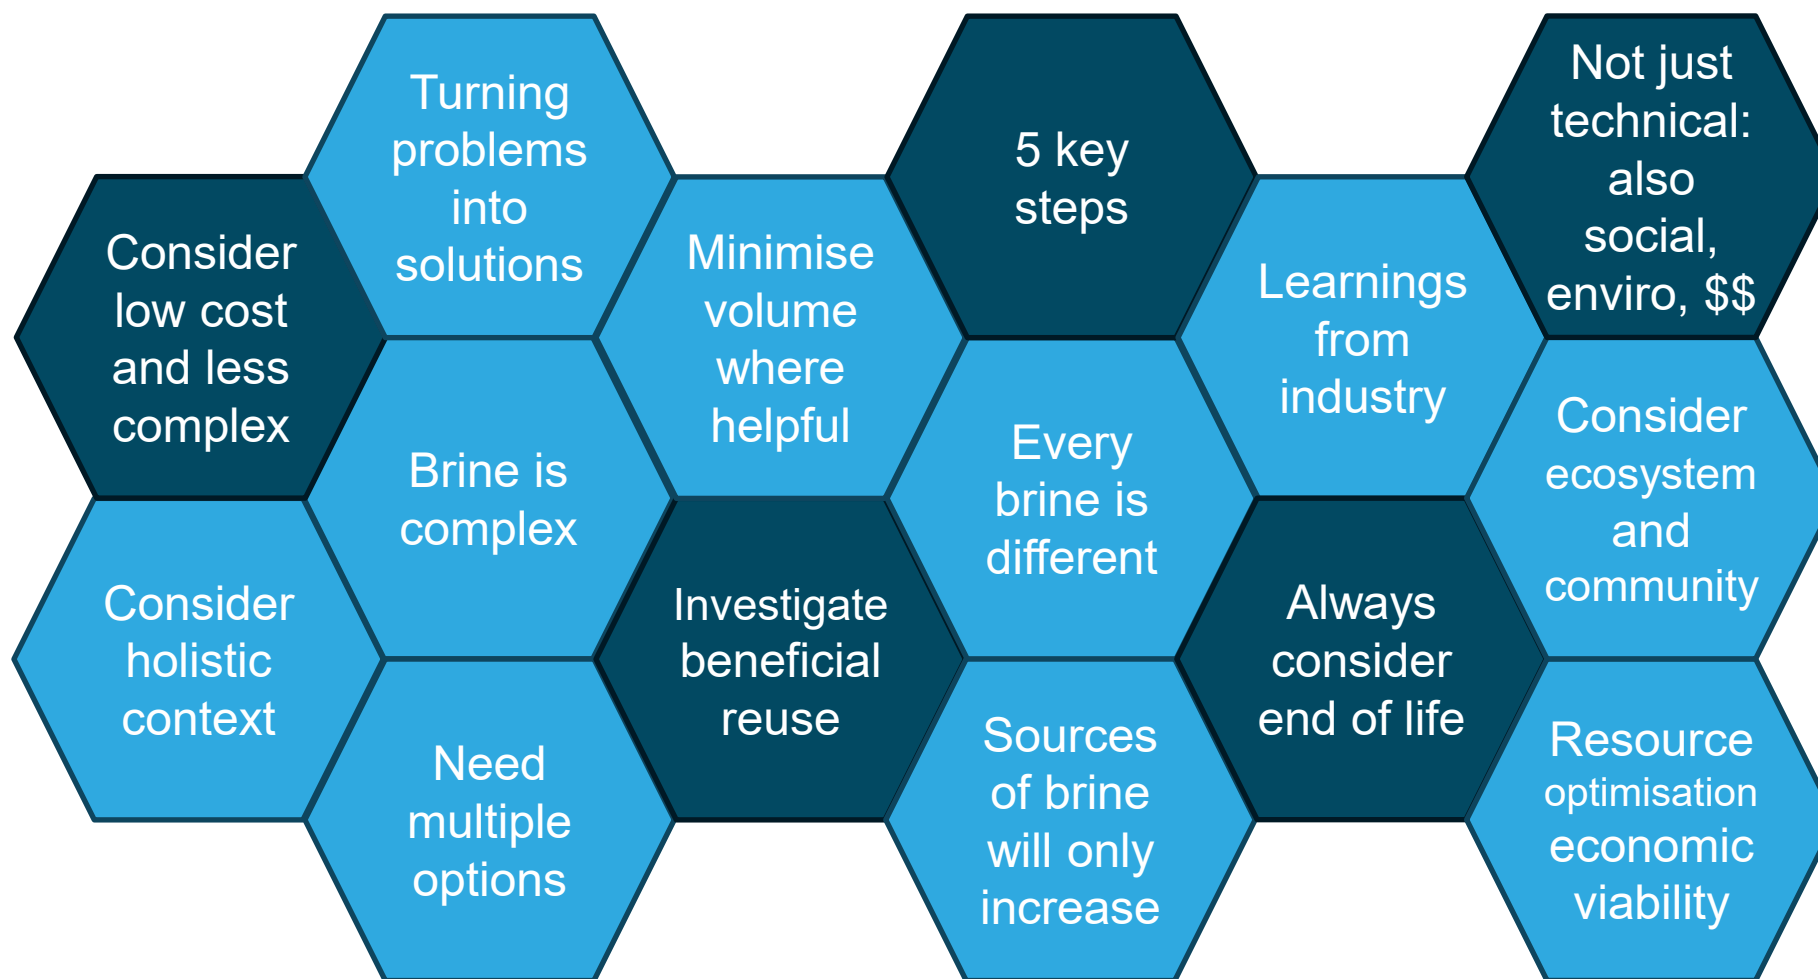 Consider
low cost
and less
complex
Consider
holistic
context
Turning
problems
into
solutions
Brine is
complex
Need
multiple
options
Minimise
volume
where
helpful
Investigate
beneficial
reuse
5 key
steps
Every
brine is
different
Sources
of brine
will only
increase
Learnings
from
industry
Always
consider
end of life
Not just
technical:
also
social,
enviro, $$
Consider
ecosystem
and
community
Resource
optimisation
economic
viability